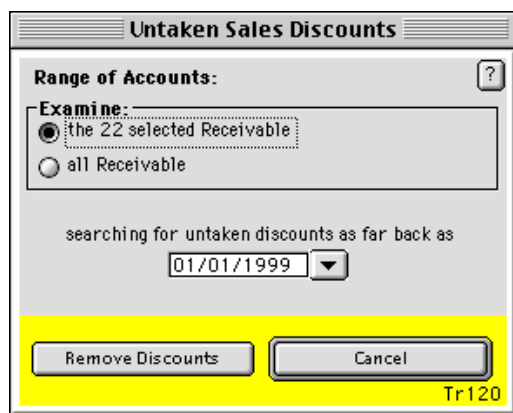 Untaken Sales Discounts
Range of Accounts:
?
Examine:
the 22 selected Receivable
all Receivable
searching for untaken discounts as far back as
01/01/1999
Remove Discounts
Cancel
Tr120